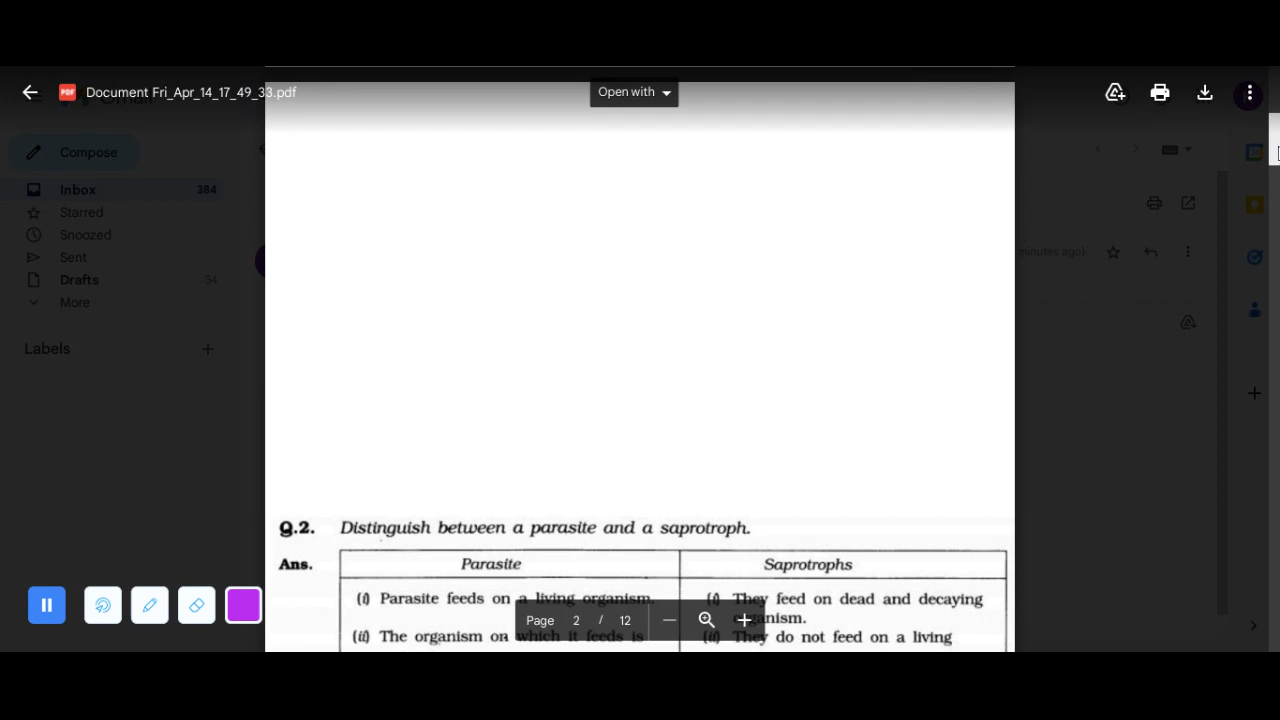 Document Fri_Apr_14_17_49_33.pdf
Open with
Compose
Inbox 384
Starred
Snoozed
Sent
Drafts 34
More
Labels
minutes ago)
Q.2. Distinguish between a parasite and a saprotroph.
Ans. Parasite Saprotrophs
(i) Parasite feeds on a living organism. (i) They feed on dead and decaying
organism.
(ii) The organism on which it feeds is (ii) They do not feed on a living
Page 2 / 12